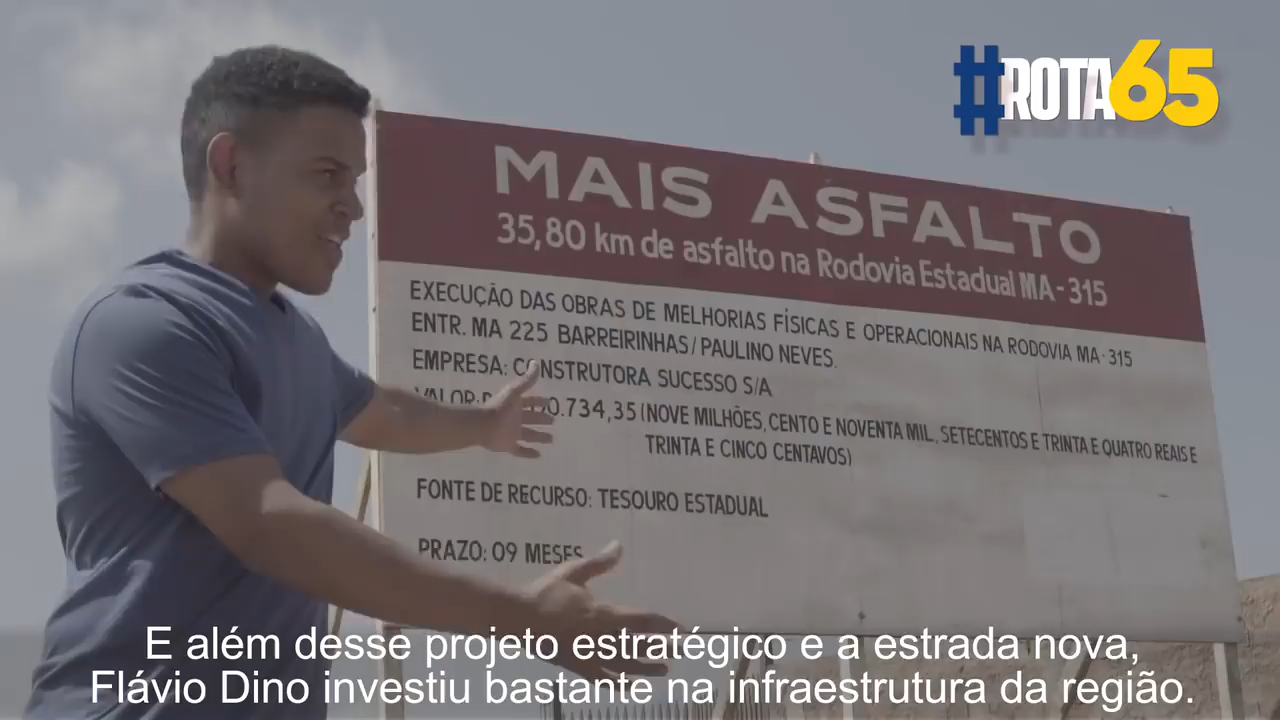 #ROTA65
MAIS ASFALTO
35,80 km de asfalto na Rodovia Estadual MA-315
EXECUÇÃO DAS OBRAS DE MELHORIAS FÍSICAS E OPERACIONAIS NA RODOVIA MA-315
ENTR. MA 225 BARREIRINHAS/PAULINO NEVES.
EMPRESA: CONSTRUTORA SUCESSO S/A
0.734,35 (NOVE MILHÕES, CENTO E NOVENTA MIL, SETECENTOS E TRINTA E QUATRO REAIS E
TRINTA E CINCO CENTAVOS)
FONTE DE RECURSO: TESOURO ESTADUAL
PRAZO: 09 MESES
E além desse projeto estratégico e a estrada nova,
Flávio Dino investiu bastante na infraestrutura da região.